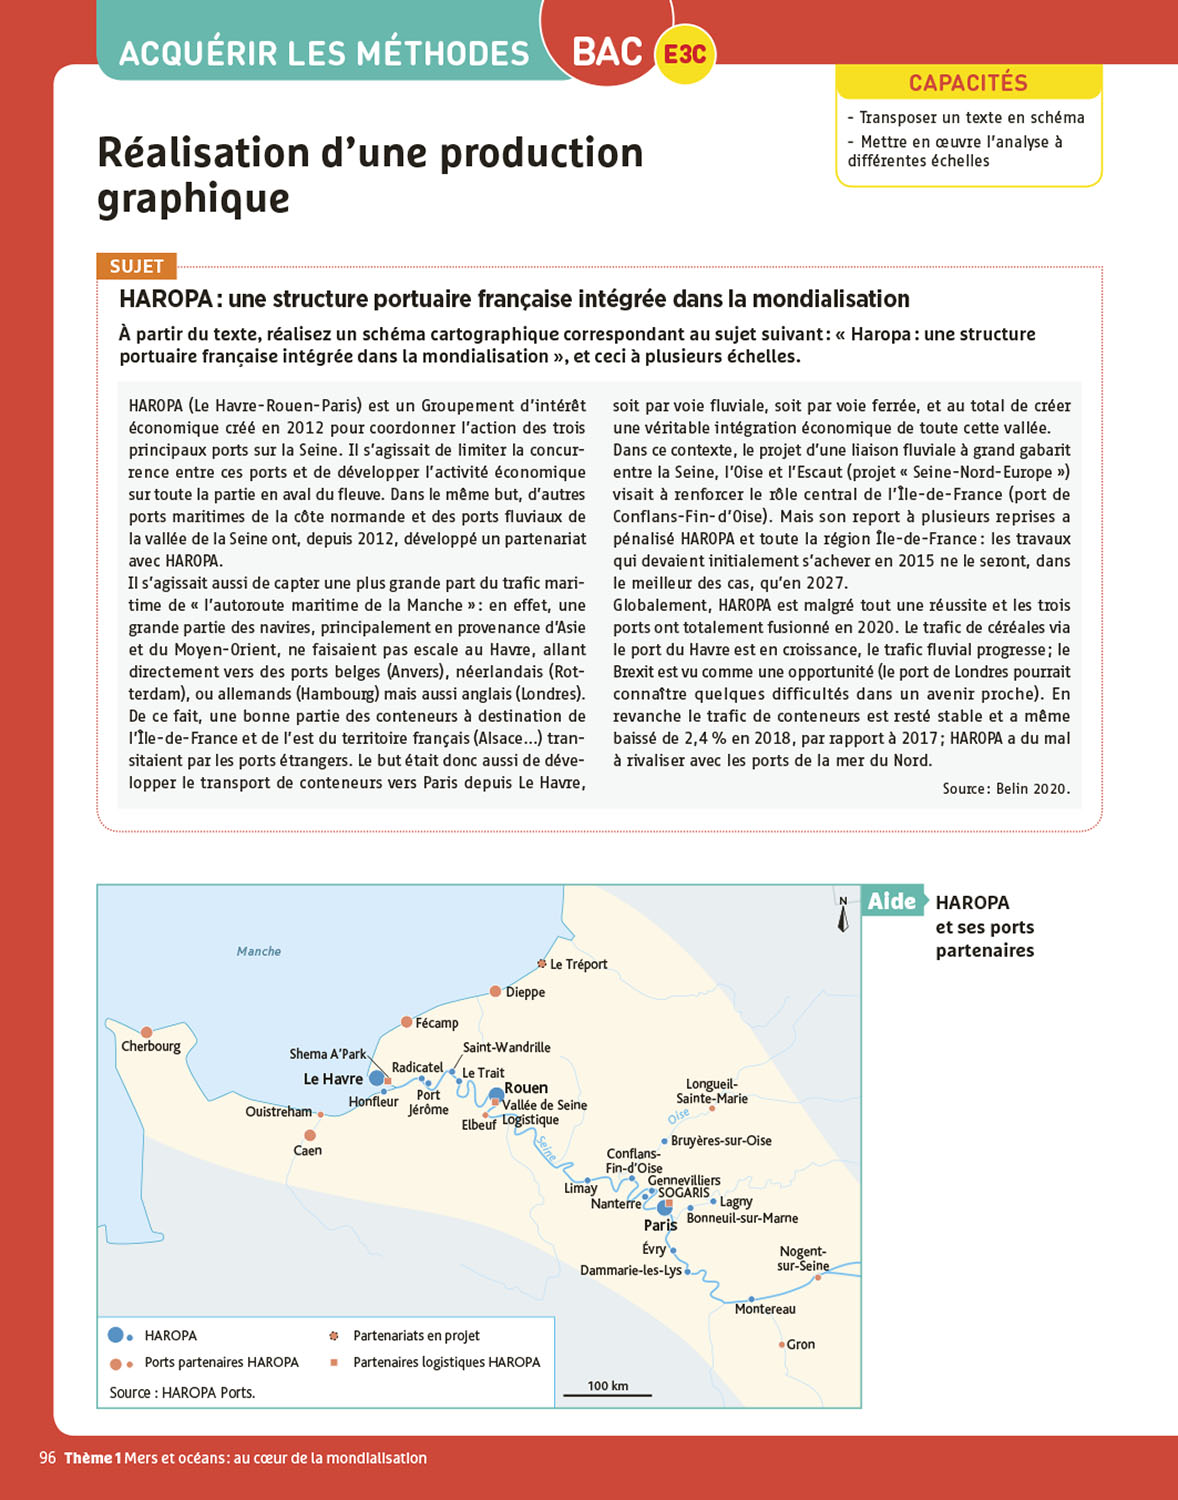 ACQUÉRIR LES MÉTHODES
BAC
E3C
CAPACITÉS
- Transposer un texte en schéma
- Mettre en œuvre l'analyse à
différentes échelles
Réalisation d'une production
graphique
SUJET
HAROPA : une structure portuaire française intégrée dans la mondialisation
À partir du texte, réalisez un schéma cartographique correspondant au sujet suivant : « Haropa : une structure
portuaire française intégrée dans la mondialisation », et ceci à plusieurs échelles.
HAROPA (Le Havre-Rouen-Paris) est un Groupement d'intérêt
économique créé en 2012 pour coordonner l'action des trois
principaux ports sur la Seine. Il s'agissait de limiter la concur-
rence entre ces ports et de développer l'activité économique
sur toute la partie en aval du fleuve. Dans le même but, d'autres
ports maritimes de la côte normande et des ports fluviaux de
la vallée de la Seine ont, depuis 2012, développé un partenariat
avec HAROPA.
Il s'agissait aussi de capter une plus grande part du trafic mari-
time de « l'autoroute maritime de la Manche » : en effet, une
grande partie des navires, principalement en provenance d'Asie
et du Moyen-Orient, ne faisaient pas escale au Havre, allant
directement vers des ports belges (Anvers), néerlandais (Rot-
terdam), ou allemands (Hambourg) mais aussi anglais (Londres).
De ce fait, une bonne partie des conteneurs à destination de
l'Île-de-France et de l'est du territoire français (Alsace...) tran-
sitaient par les ports étrangers. Le but était donc aussi de déve-
lopper le transport de conteneurs vers Paris depuis Le Havre,
soit par voie fluviale, soit par voie ferrée, et au total de créer
une véritable intégration économique de toute cette vallée.
Dans ce contexte, le projet d'une liaison fluviale à grand gabarit
entre la Seine, l'Oise et l'Escaut (projet « Seine-Nord-Europe »)
visait à renforcer le rôle central de l'Île-de-France (port de
Conflans-Fin-d'Oise). Mais son report à plusieurs reprises a
pénalisé HAROPA et toute la région Île-de-France : les travaux
qui devaient initialement s'achever en 2015 ne le seront, dans
le meilleur des cas, qu'en 2027.
Globalement, HAROPA est malgré tout une réussite et les trois
ports ont totalement fusionné en 2020. Le trafic de céréales via
le port du Havre est en croissance, le trafic fluvial progresse ; le
Brexit est vu comme une opportunité (le port de Londres pourrait
connaître quelques difficultés dans un avenir proche). En
revanche le trafic de conteneurs est resté stable et a même
baissé de 2,4 % en 2018, par rapport à 2017 ; HAROPA a du mal
à rivaliser avec les ports de la mer du Nord.
Source : Belin 2020.
Aide
HAROPA
et ses ports
partenaires
N
Manche
Le Tréport
Dieppe
Fécamp
Cherbourg
Shema A'Park
Saint-Wandrille
Radicatel
Le Trait
Le Havre
Rouen
Honfleur
Port
Jérôme
Vallée de Seine
Logistique
Ouistreham
Elbeuf
Caen
Seine
Longueil-
Sainte-Marie
Oise
Bruyères-sur-Oise
Conflans-
Fin-d'Oise
Gennevilliers
Limay
SOGARIS
Nanterre
Lagny
Paris
Bonneuil-sur-Marne
Évry
Dammarie-les-Lys
Nogent-
sur-Seine
Montereau
Gron
HAROPA
Partenariats en projet
Ports partenaires HAROPA
Partenaires logistiques HAROPA
Source : HAROPA Ports.
100 km
96 Thème 1 Mers et océans : au cœur de la mondialisation